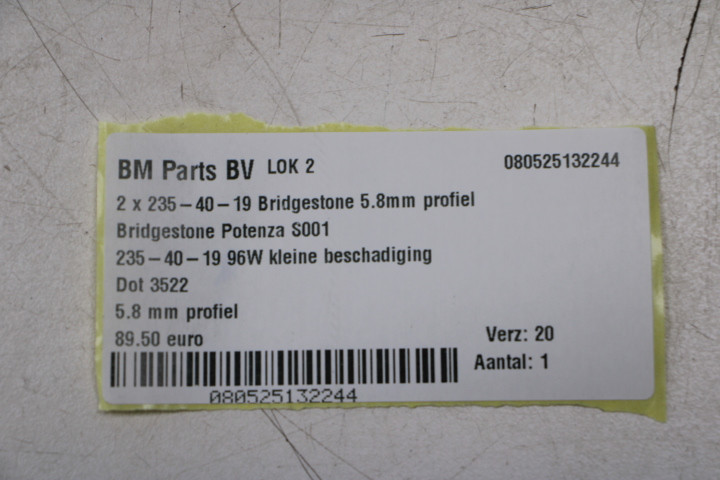 BM Parts BV LOK 2 080525132244
2 x 235-40-19 Bridgestone 5.8mm profiel
Bridgestone Potenza S001
235-40-19 96W kleine beschadiging
Dot 3522
5.8 mm profiel
89.50 euro
Verz: 20
Aantal: 1
080525132244